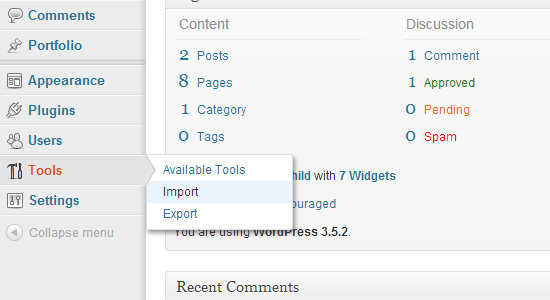 Comments
Portfolio
Appearance
Plugins
Users
Tools
Settings
Collapse menu
Available Tools
Import
Export
Content
2 Posts
8 Pages
1 Category
0 Tags
Discussion
1 Comment
1 Approved
0 Pending
0 Spam
hild with 7 Widgets
ouraged
You are using WordPress 3.5.2.
Recent Comments